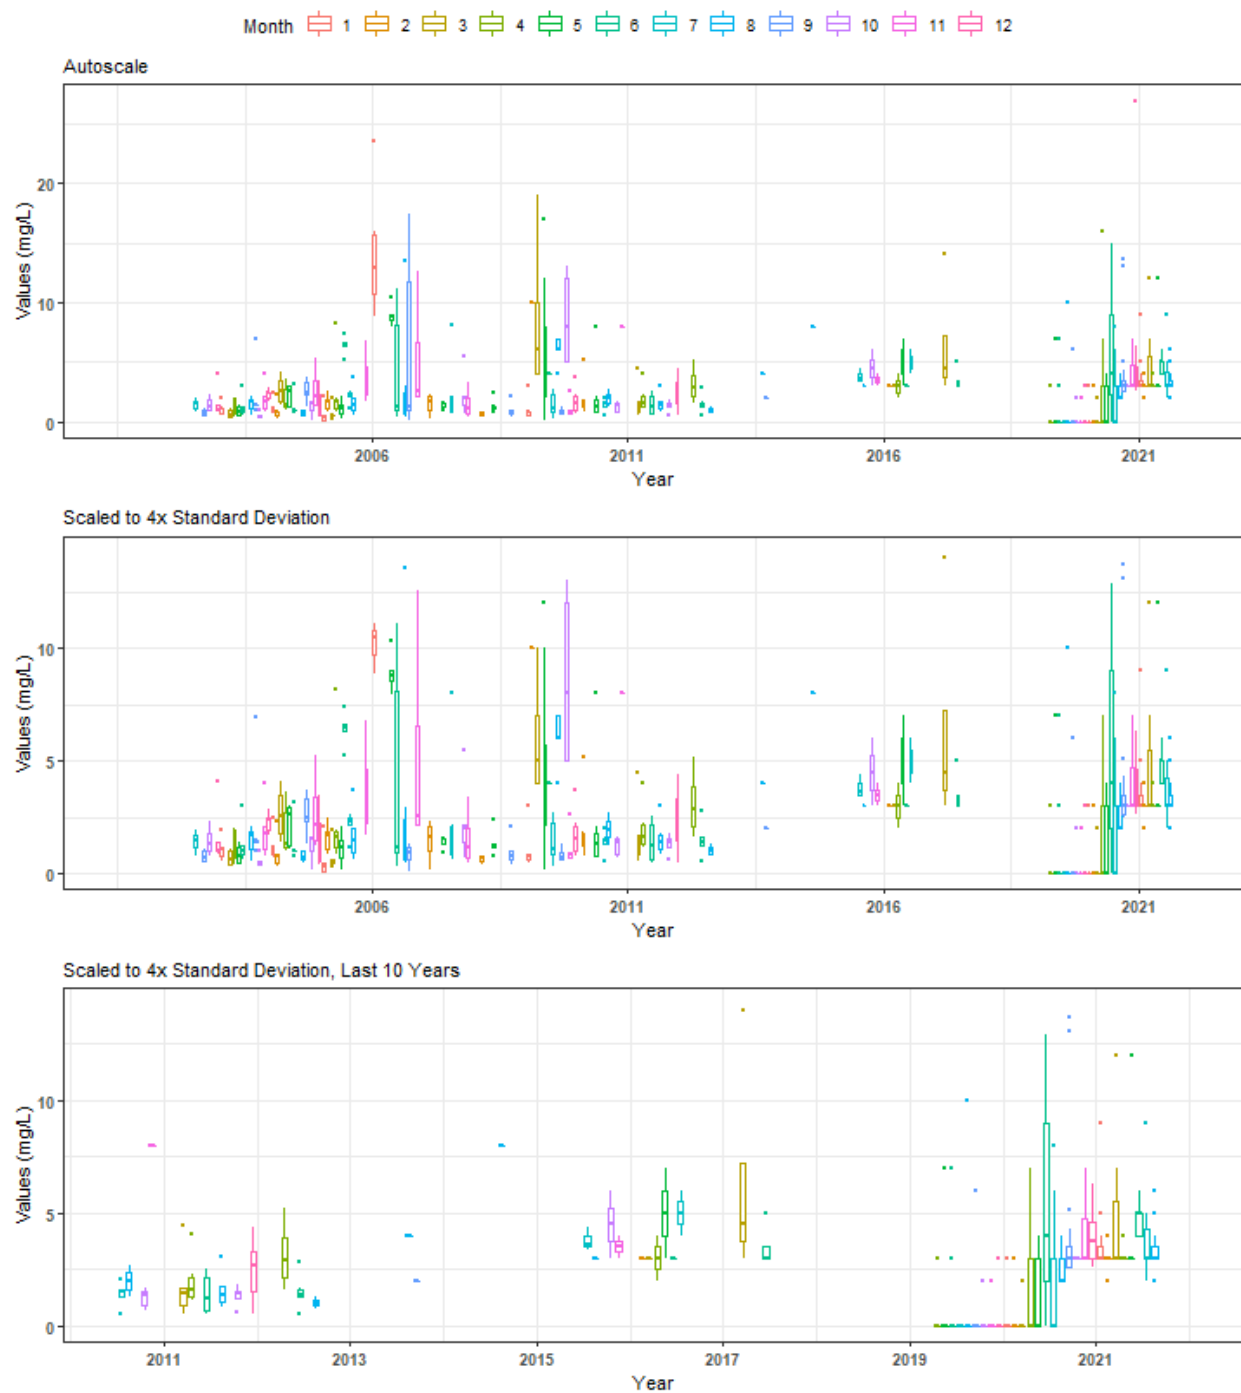 Month 1 2 3 4 5 6 7 8 9 10 11 12
Autoscale
Values (mg/L)
20
10
0
2006 2011 2016 2021
Year
Scaled to 4x Standard Deviation
Values (mg/L)
10
5
0
2006 2011 2016 2021
Year
Scaled to 4x Standard Deviation, Last 10 Years
Values (mg/L)
10
5
0
2011 2013 2015 2017 2019 2021
Year